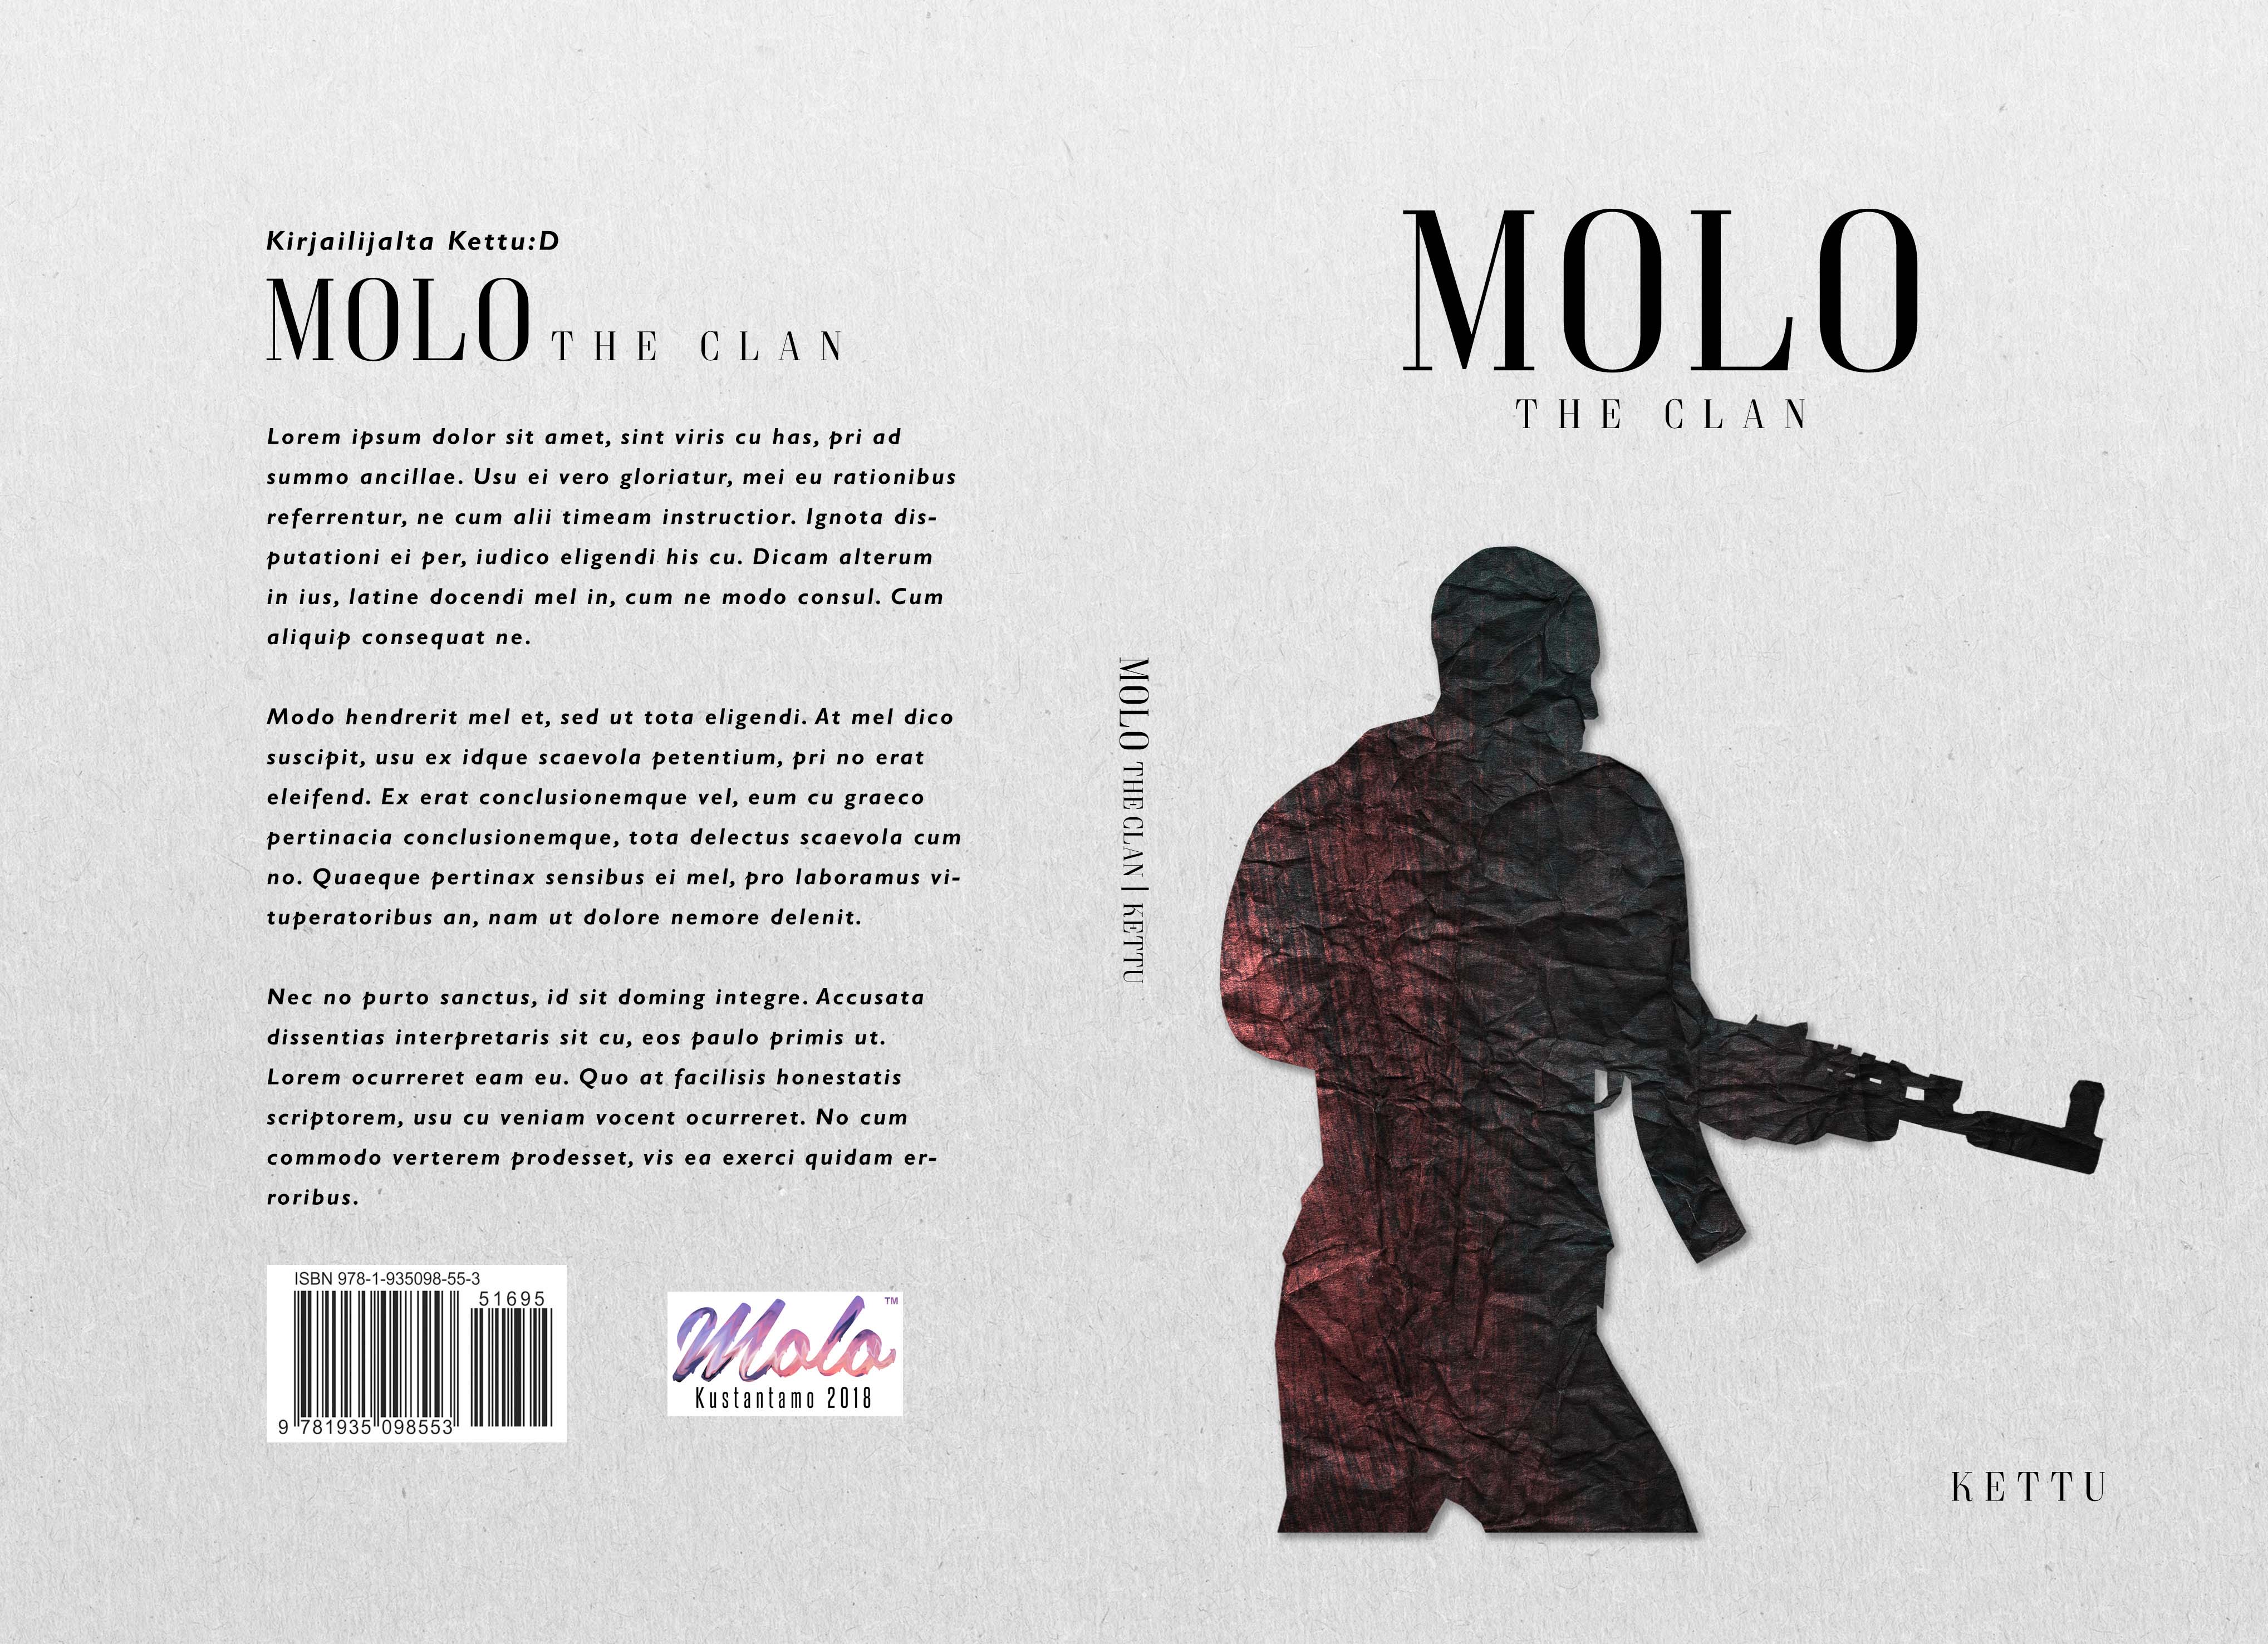 Kirjailijalta Kettu:D
MOLO THE CLAN
Lorem ipsum dolor sit amet, sint viris cu has, pri ad
summo ancillae. Usu ei vero gloriatur, mei eu rationibus
referrentur, ne cum alii timeam instructior. Ignota dis-
putationi ei per, iudico eligendi his cu. Dicam alterum
in ius, latine docendi mel in, cum ne modo consul. Cum
aliquip consequat ne.
Modo hendrerit mel et, sed ut tota eligendi. At mel dico
suscipit, usu ex idque scaevola petentium, pri no erat
eleifend. Ex erat conclusionemque vel, eum cu graeco
pertinacia conclusionemque, tota delectus scaevola cum
no. Quaeque pertinax sensibus ei mel, pro laboramus vi-
tuperatoribus an, nam ut dolore nemore delenit.
Nec no purto sanctus, id sit doming integre. Accusata
dissentias interpretaris sit cu, eos paulo primis ut.
Lorem ocurreret eam eu. Quo at facilisis honestatis
scriptorem, usu cu veniam vocent ocurreret. No cum
commodo verterem prodesset, vis ea exerci quidam er-
roribus.
ISBN 978-1-935098-55-3
51695
9 781935 098553
Molo™
Kustantamo 2018
MOLO THE CLAN | KETTU
MOLO
THE CLAN
KETTU